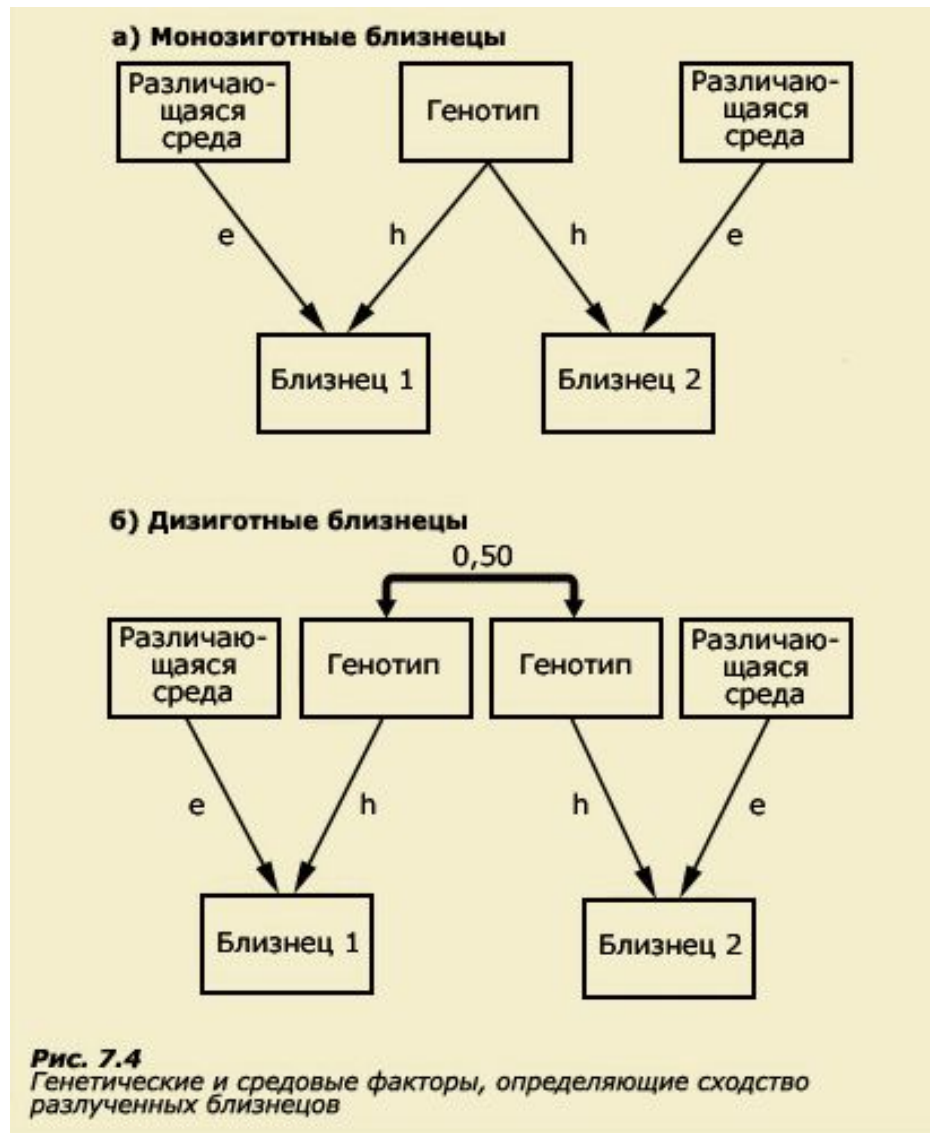 а) Монозиготные близнецы
Различаю-
щаяся
среда
Генотип
Различаю-
щаяся
среда
e
h
h
e
Близнец 1
Близнец 2
б) Дизиготные близнецы
0,50
Различаю-
щаяся
среда
Генотип
Генотип
Различаю-
щаяся
среда
e
h
h
e
Близнец 1
Близнец 2
Рис. 7.4
Генетические и средовые факторы, определяющие сходство
разлученных близнецов